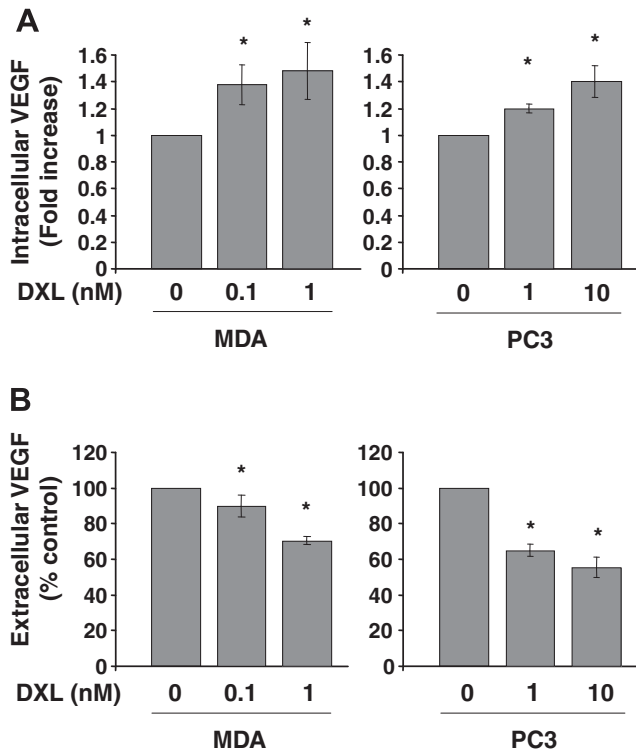 A
Intracellular VEGF
(Fold increase)
* *
1.6
1.4
1.2
1
0.8
0.6
0.4
0.2
0
DXL (nM) 0 0.1 1
MDA
* *
1.6
1.4
1.2
1
0.8
0.6
0.4
0.2
0
0 1 10
PC3
B
Extracellular VEGF
(% control)
* *
120
100
80
60
40
20
0
DXL (nM) 0 0.1 1
MDA
* *
120
100
80
60
40
20
0
0 1 10
PC3